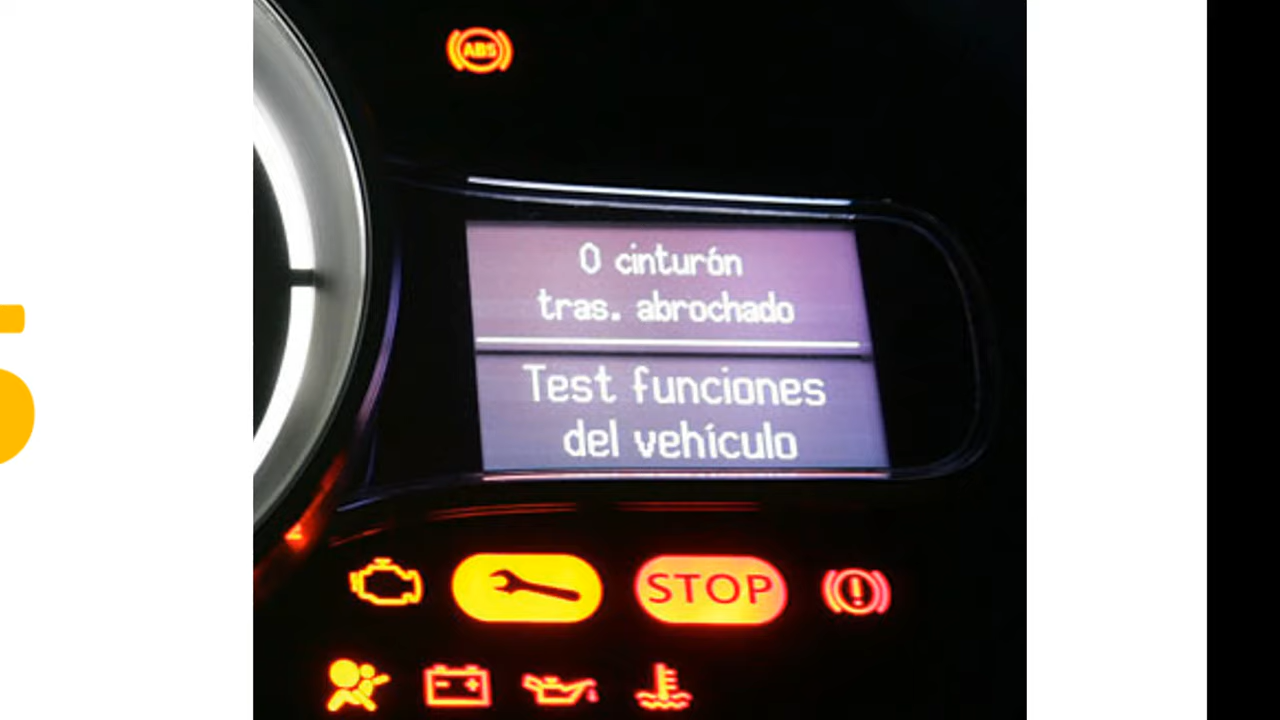 ABS
0 cinturón
tras. abrochado
Test funciones
del vehículo
STOP